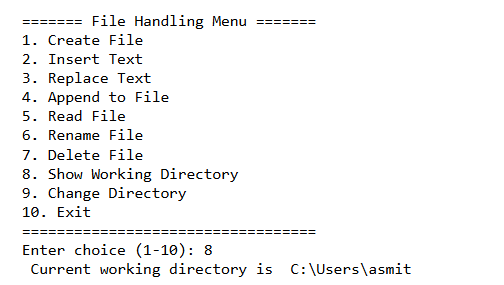 ======= File Handling Menu =======
1. Create File
2. Insert Text
3. Replace Text
4. Append to File
5. Read File
6. Rename File
7. Delete File
8. Show Working Directory
9. Change Directory
10. Exit
==================================
Enter choice (1-10): 8
 Current working directory is  C:\Users\asmit